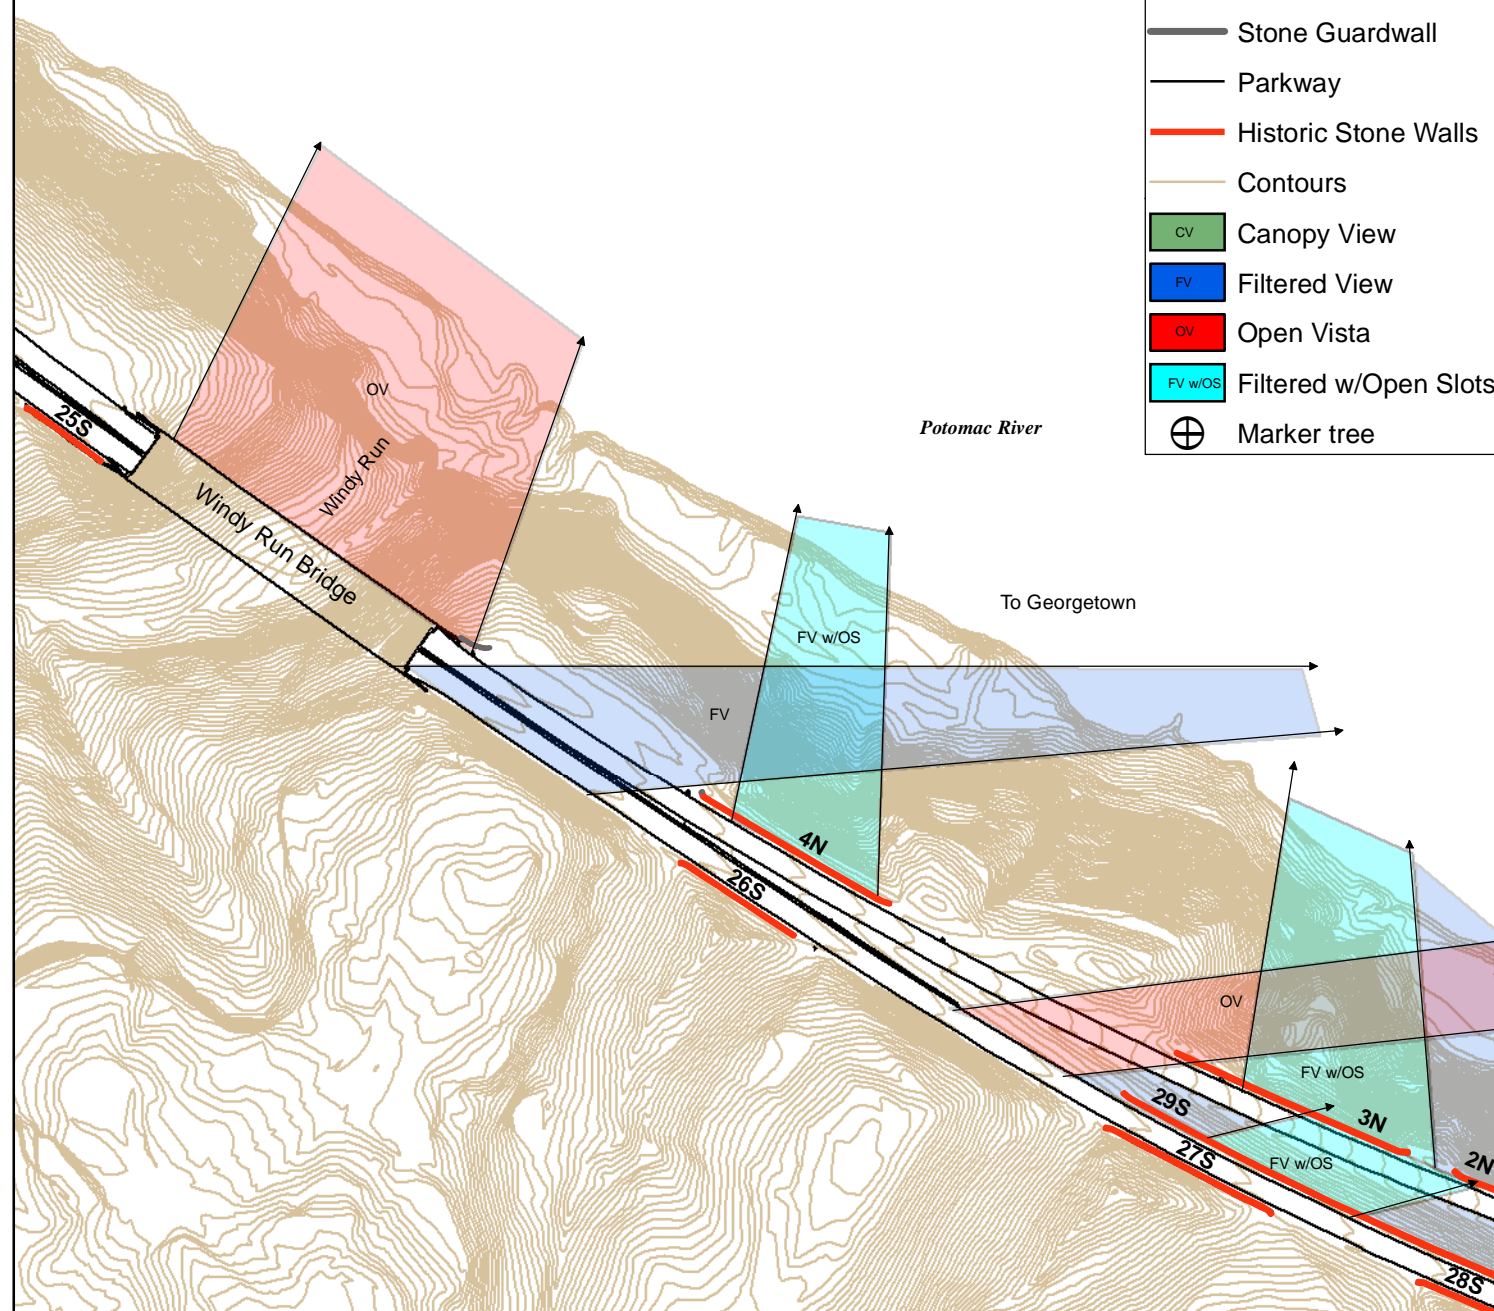 Stone Guardwall
Parkway
Historic Stone Walls
Contours
CV Canopy View
FV Filtered View
OV Open Vista
FV w/OS Filtered w/Open Slots
Marker tree
OV
25S
Windy Run
Potomac River
Windy Run Bridge
To Georgetown
FV w/OS
FV
4N
26S
OV
FV w/OS
29S
3N
27S
FV w/OS
2N
28S